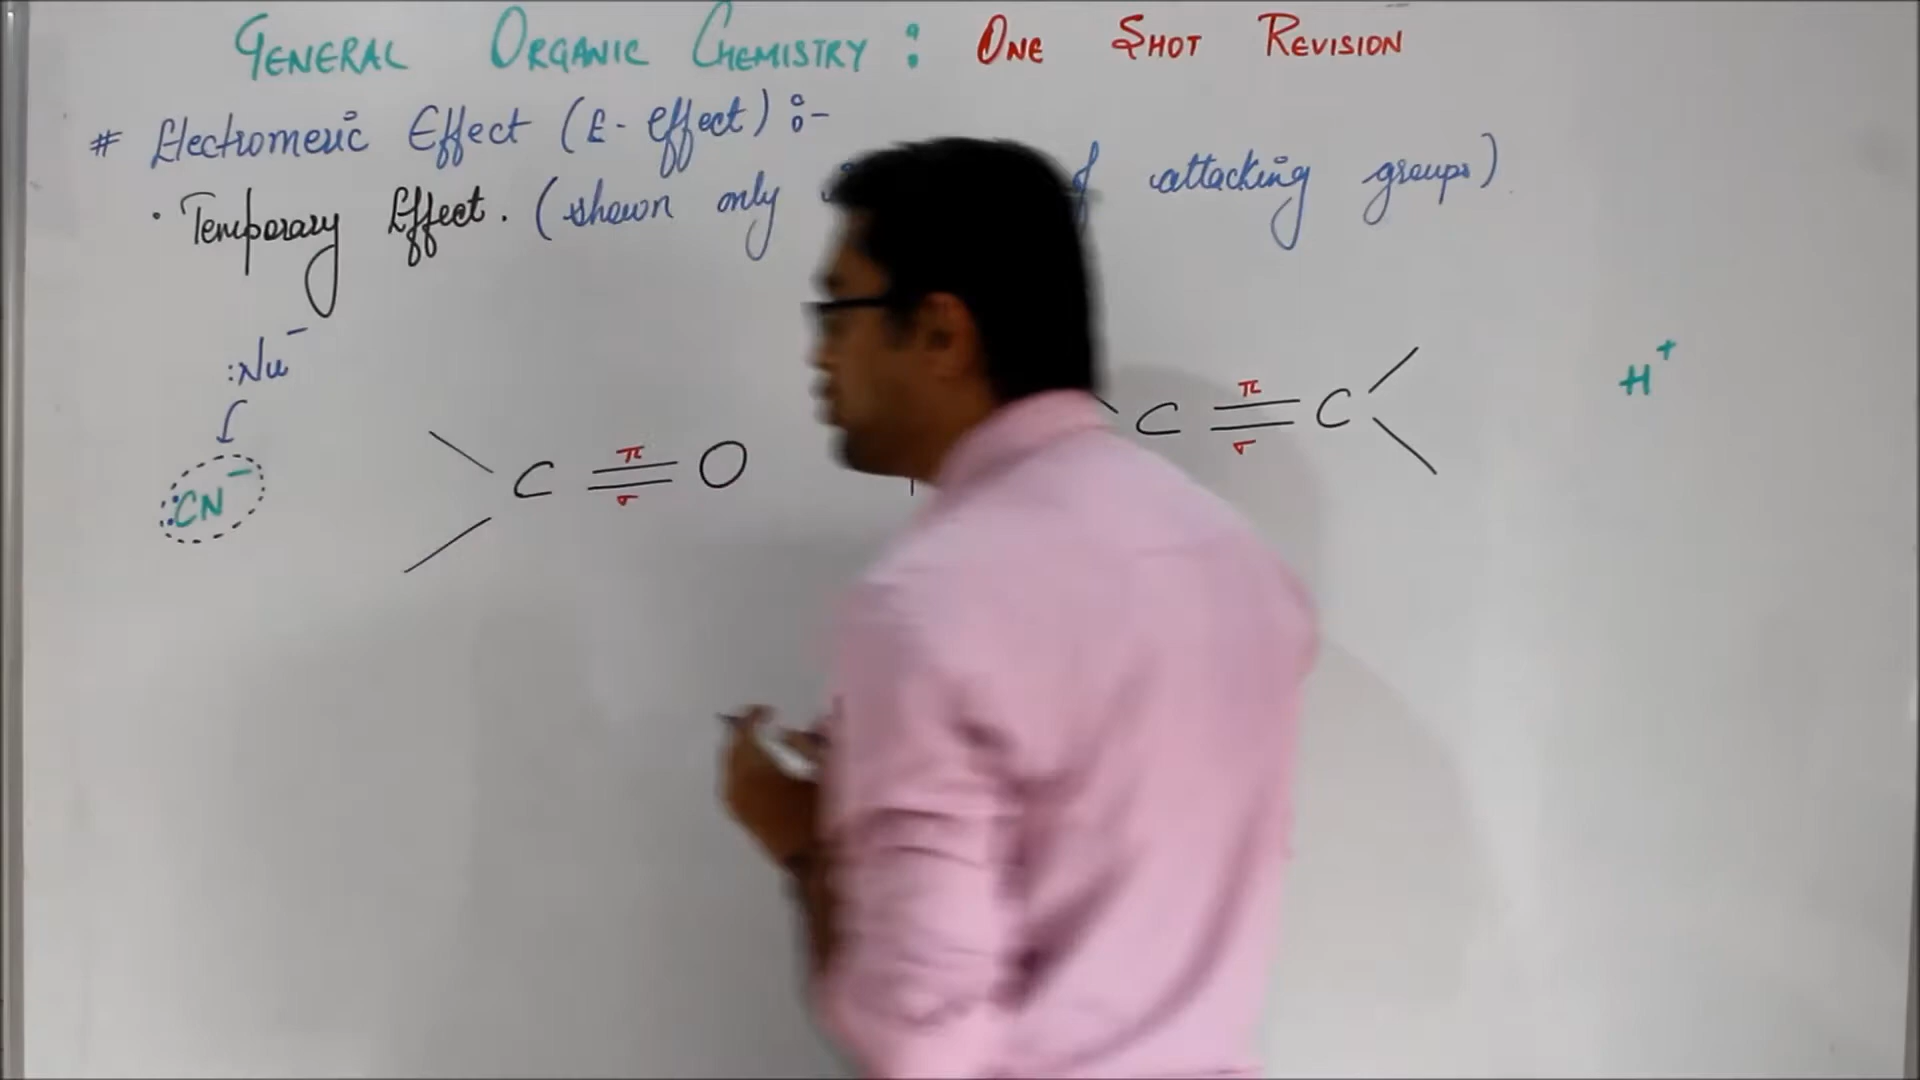 GENERAL ORGANIC CHEMISTRY : ONE SHOT REVISION
# Electromeric Effect (E- effect) :-
· Temporary Effect. (shown only of attacking groups)
:Nu⁻
:CN⁻
C π σ O
C π σ C
H⁺